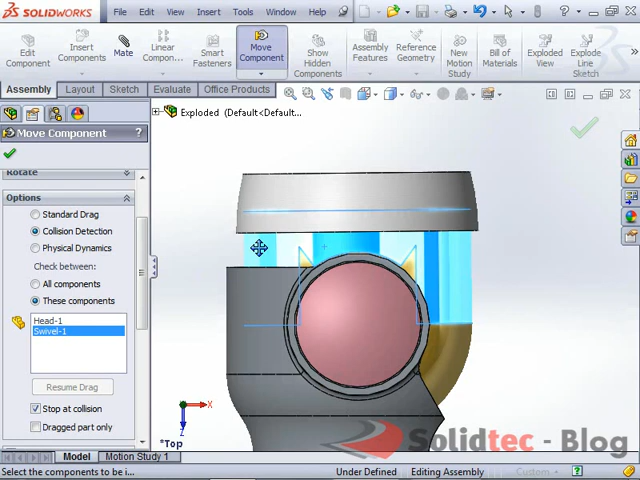 SOLIDWORKS
File Edit View Insert Tools Window Help
Edit Component
Insert Components
Mate
Linear Compon...
Smart Fasteners
Move Component
Show Hidden Components
Assembly Features
Reference Geometry
New Motion Study
Bill of Materials
Exploded View
Explode Line Sketch
Assembly Layout Sketch Evaluate Office Products
Exploded (Default<Default...
Move Component
Rotate
Options
Standard Drag
Collision Detection
Physical Dynamics
Check between:
All components
These components
Head-1
Swivel-1
Resume Drag
Stop at collision
Dragged part only
X
Z
*Top
Solidtec - Blog
Model Motion Study 1
Select the components to be i... Under Defined Editing Assembly Custom